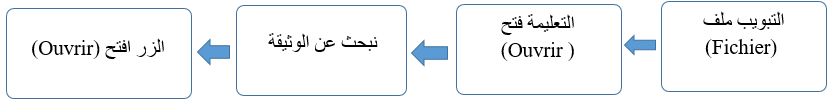 التبويب ملف
(Fichier)
التعليمة فتح
(Ouvrir )
نبحث عن الوثيقة
الزر افتح (Ouvrir)